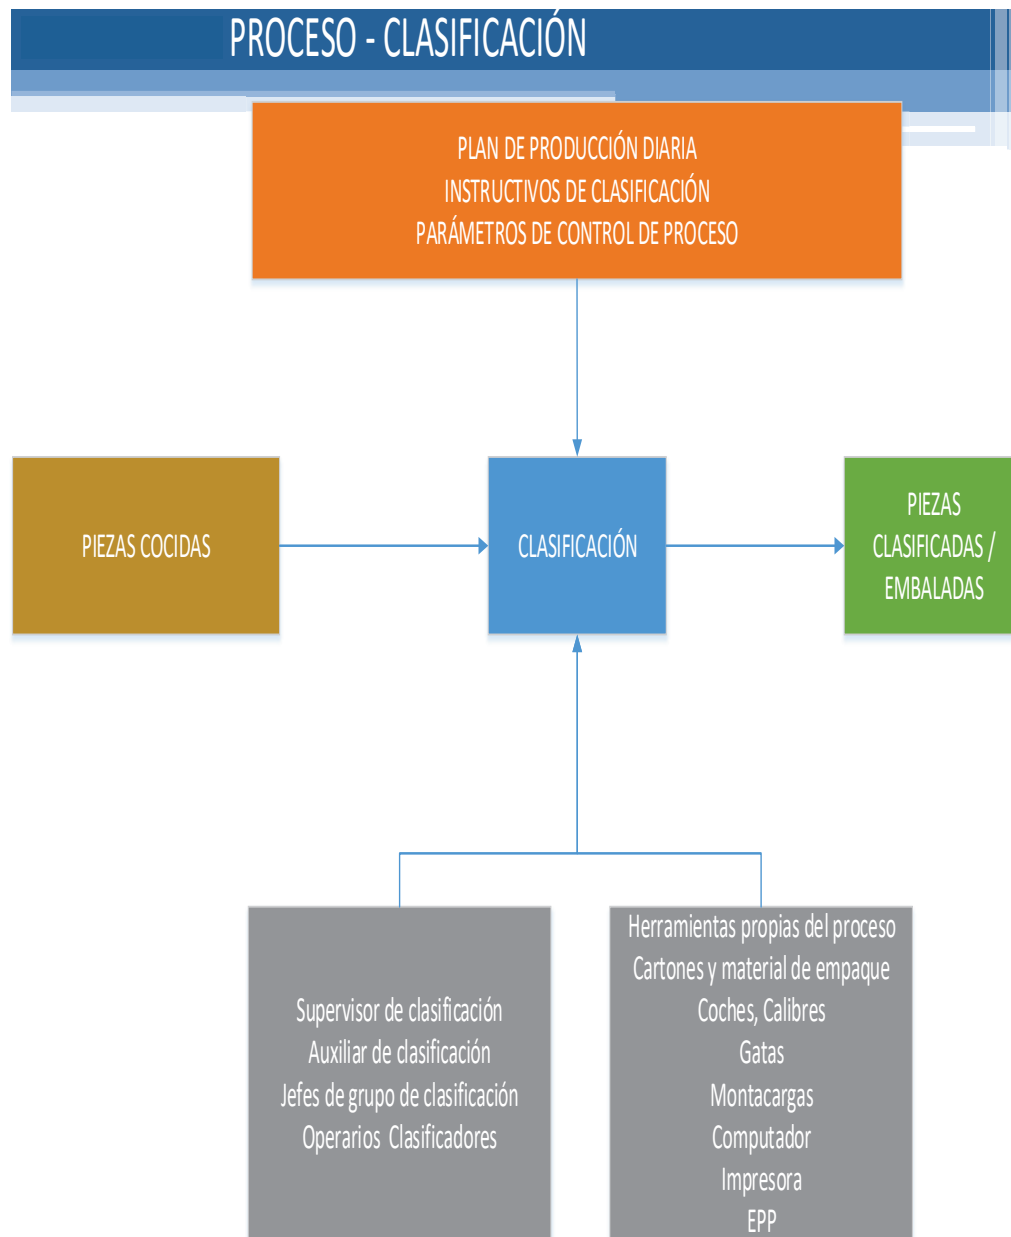 PROCESO - CLASIFICACIÓN
PLAN DE PRODUCCIÓN DIARIA
INSTRUCTIVOS DE CLASIFICACIÓN
PARÁMETROS DE CONTROL DE PROCESO
PIEZAS COCIDAS
CLASIFICACIÓN
PIEZAS
CLASIFICADAS /
EMBALADAS
Supervisor de clasificación
Auxiliar de clasificación
Jefes de grupo de clasificación
Operarios Clasificadores
Herramientas propias del proceso
Cartones y material de empaque
Coches, Calibres
Gatas
Montacargas
Computador
Impresora
EPP